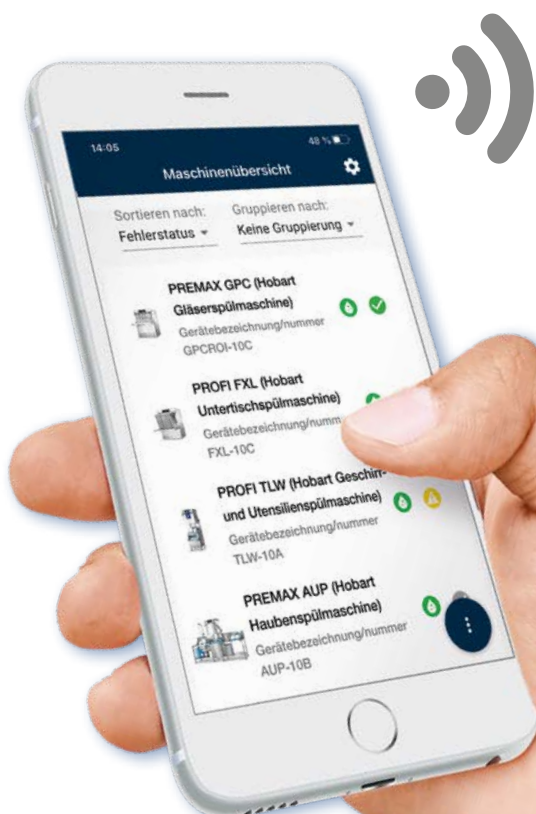 14:05
48 %
Maschinenübersicht
Sortieren nach: Gruppieren nach:
Fehlerstatus Keine Gruppierung
PREMAX GPC (Hobart
Gläserspülmaschine)
Gerätebezeichnung/nummer
GPCROI-10C
PROFI FXL (Hobart
Untertischspülmaschine)
Gerätebezeichnung/numm
FXL-10C
PROFI TLW (Hobart Geschirr-
und Utensilienspülmaschine)
Gerätebezeichnung/nummer
TLW-10A
PREMAX AUP (Hobart
Haubenspülmaschine)
Gerätebezeichnung/nummer
AUP-10B